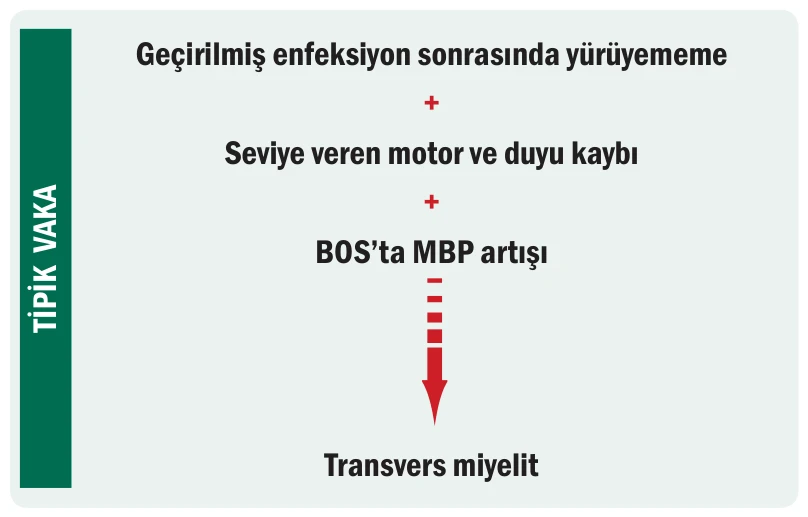 TİPİK VAKA
Geçirilmiş enfeksiyon sonrasında yürüyememe
+
Seviye veren motor ve duyu kaybı
+
BOS’ta MBP artışı
Transvers miyelit